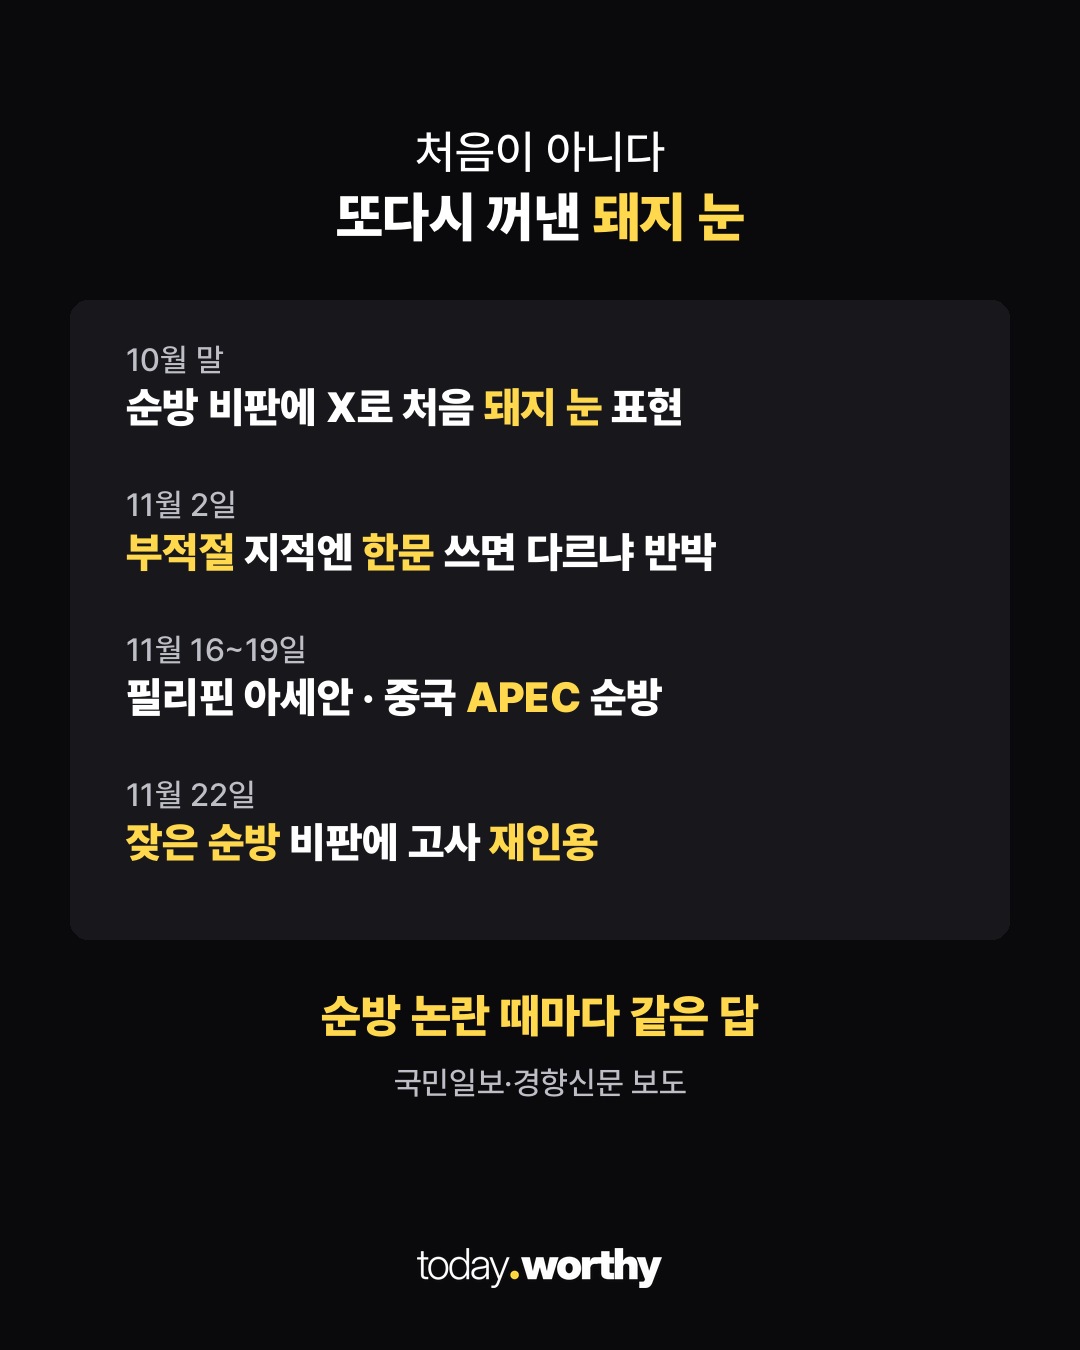 처음이 아니다
또다시 꺼낸 돼지 눈
10월 말
순방 비판에 X로 처음 돼지 눈 표현
11월 2일
부적절 지적엔 한문 쓰면 다르냐 반박
11월 16~19일
필리핀 아세안 · 중국 APEC 순방
11월 22일
잦은 순방 비판에 고사 재인용
순방 논란 때마다 같은 답
국민일보·경향신문 보도
today.worthy